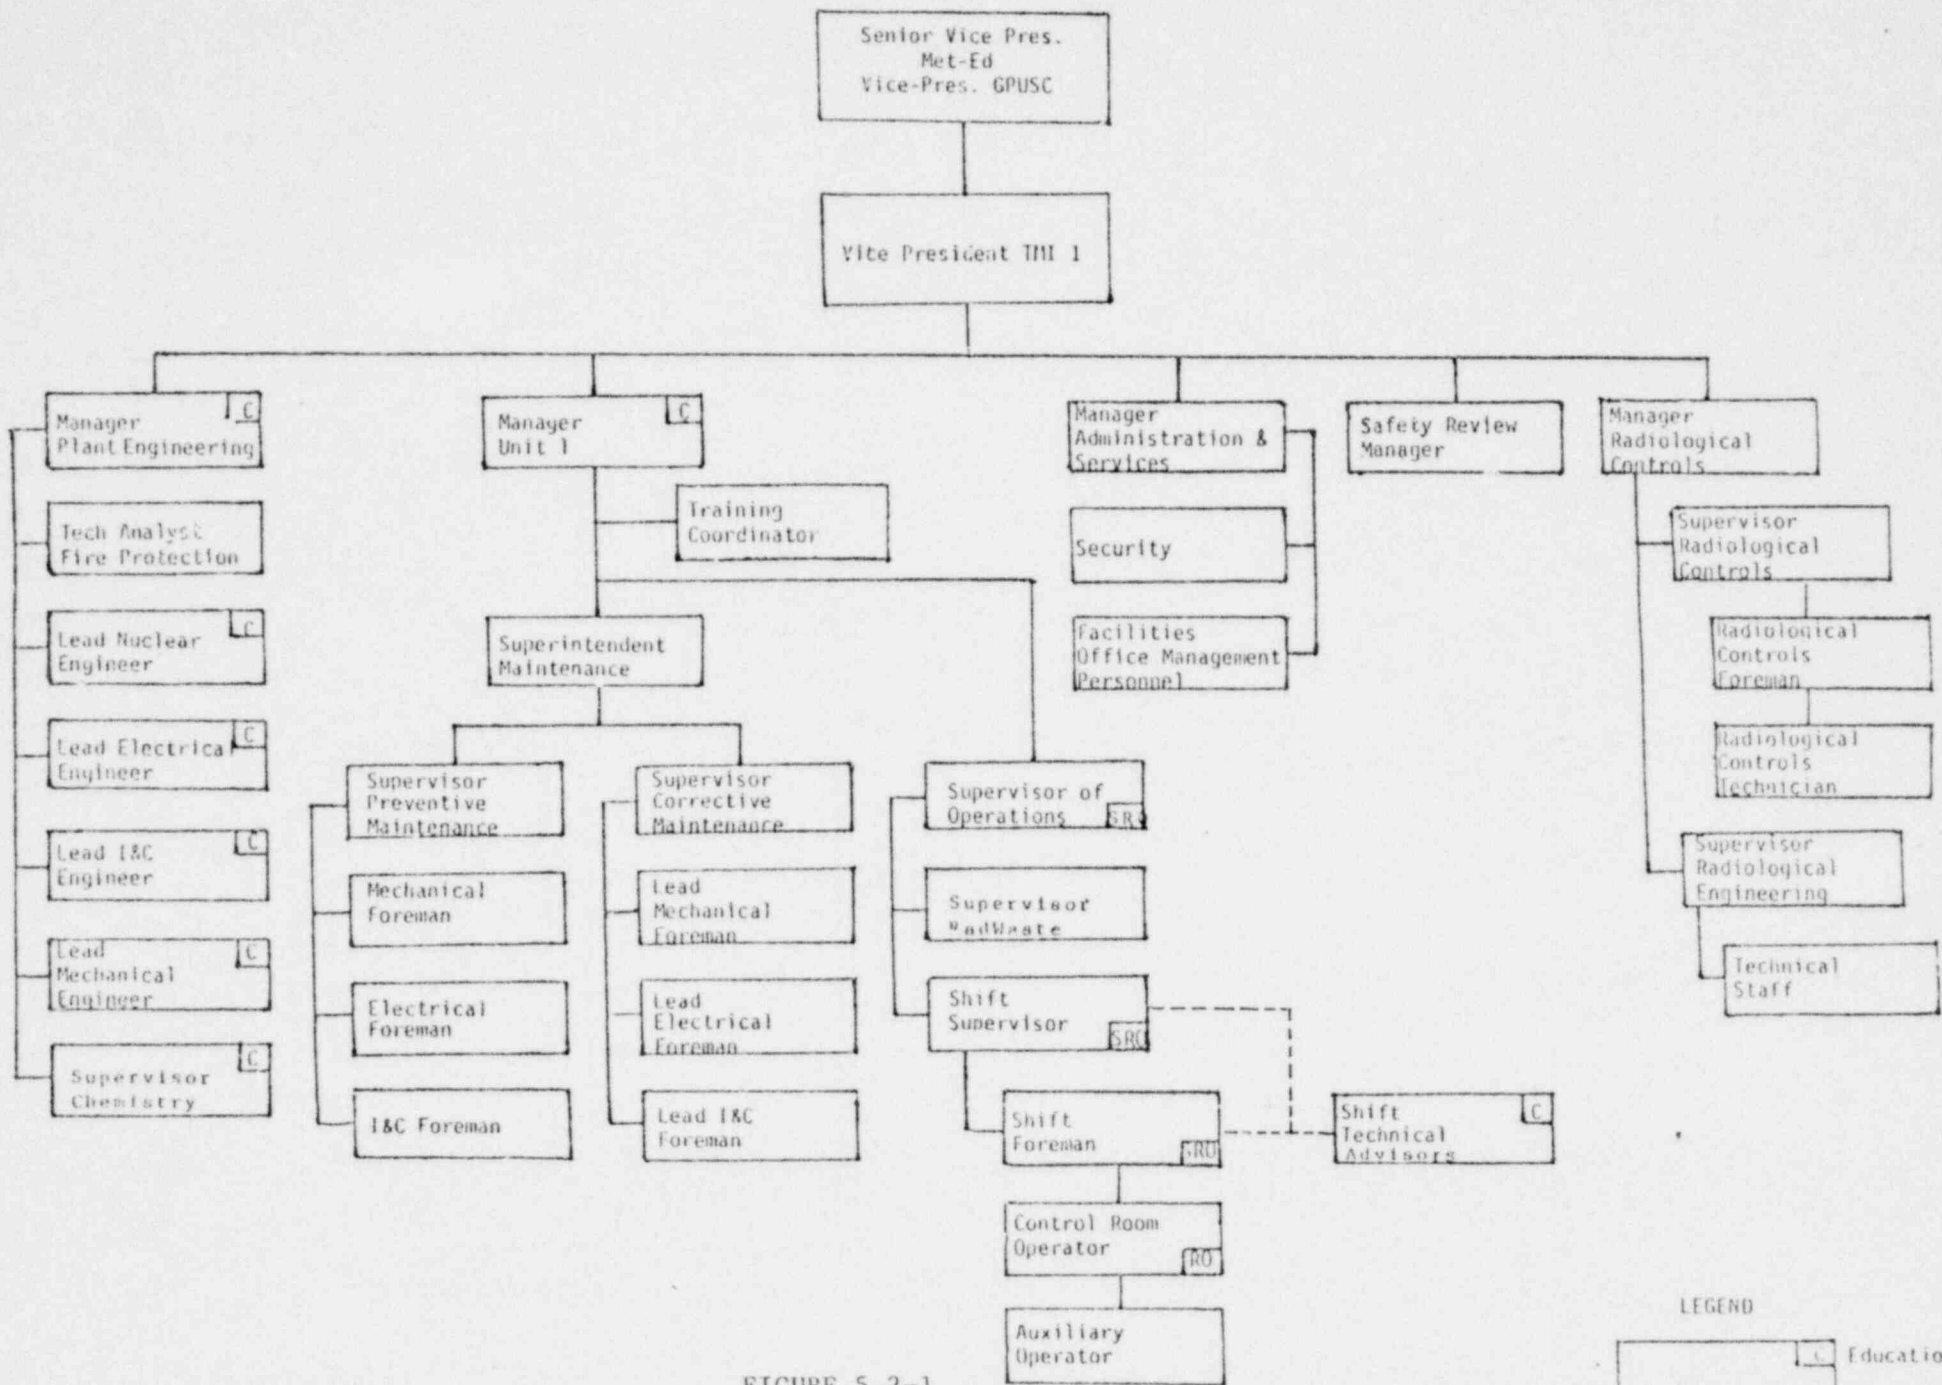 Senior Vice Pres.
Met-Ed
Vice-Pres. GPUSC
Vite President TMI 1
C
Manager
Plant Engineering
C
Manager
Unit 1
Manager
Administration &
Services
Safety Review
Manager
Manager
Radiological
Controls
Tech Analyst
Fire Protection
Training
Coordinator
Security
Supervisor
Radiological
Controls
C
Lead Nuclear
Engineer
Superintendent
Maintenance
Facilities
Office Management
Personnel
Radiological
Controls
Foreman
C
Lead Electrical
Engineer
Supervisor
Preventive
Maintenance
Supervisor
Corrective
Maintenance
Supervisor of
Operations
Radiological
Controls
Technician
C
Lead I&C
Engineer
Mechanical
Foreman
Lead
Mechanical
Foreman
Supervisor
RadWaste
Supervisor
Radiological
Engineering
C
Lead
Mechanical
Engineer
Electrical
Foreman
Lead
Electrical
Foreman
Shift
Supervisor
SRO
Technical
Staff
C
Supervisor
Chemistry
I&C Foreman
Lead I&C
Foreman
Shift
Foreman
SRO
C
Shift
Technical
Advisors
Control Room
Operator
RO
Auxiliary
Operator
LEGEND
C
FIGURE 5.2-1